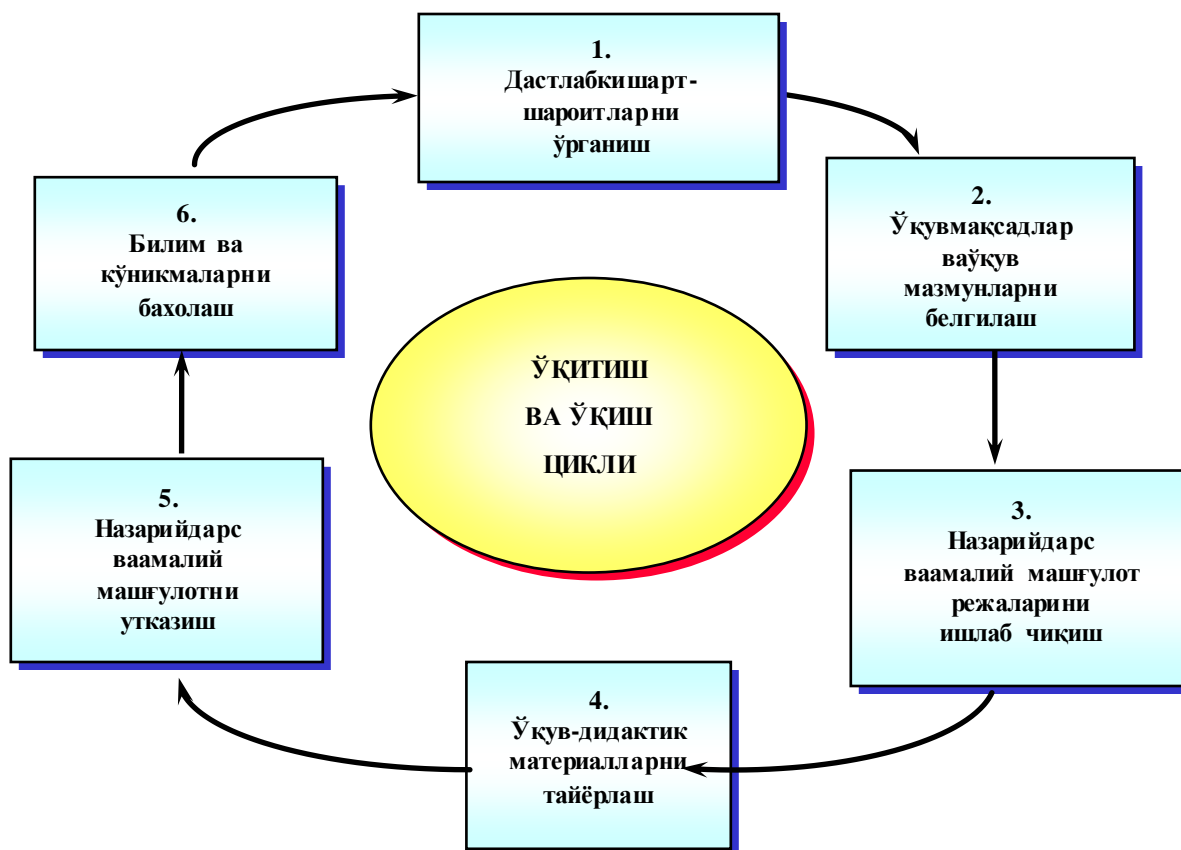 1.
Дастлабкишарт-
шароитларни
ўрганиш
2.
Ўқувмақсадлар
ваўқув
мазмунларни
белгилаш
3.
Назарийдарс
ваамалий машғулот
режаларини
ишлаб чиқиш
4.
Ўқув-дидактик
материалларни
тайёрлаш
5.
Назарийдарс
ваамалий
машғулотни
утказиш
6.
Билим ва
кўникмаларни
бахолаш
ЎҚИТИШ
ВА ЎҚИШ
ЦИКЛИ